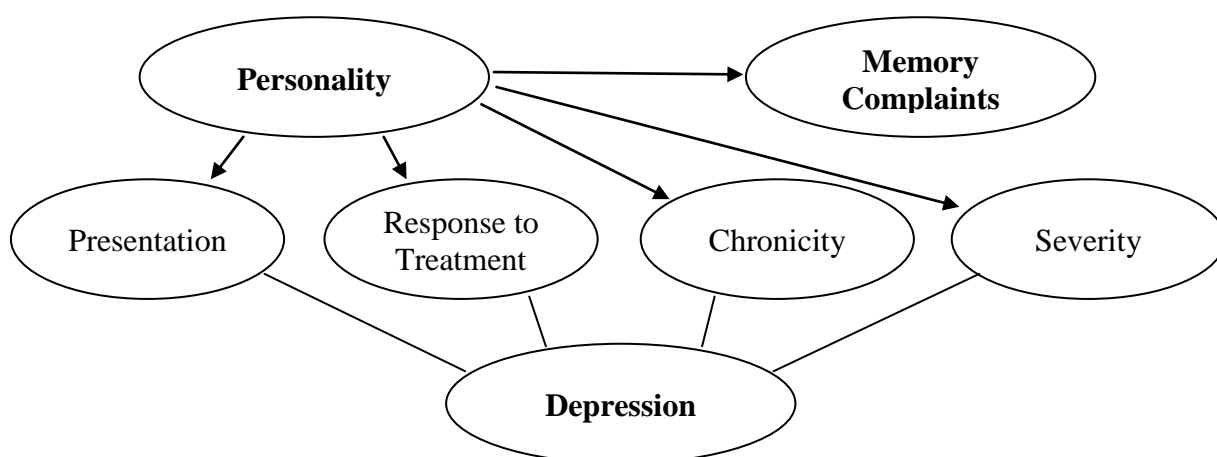 Personality
Memory
Complaints
Presentation
Response to
Treatment
Chronicity
Severity
Depression